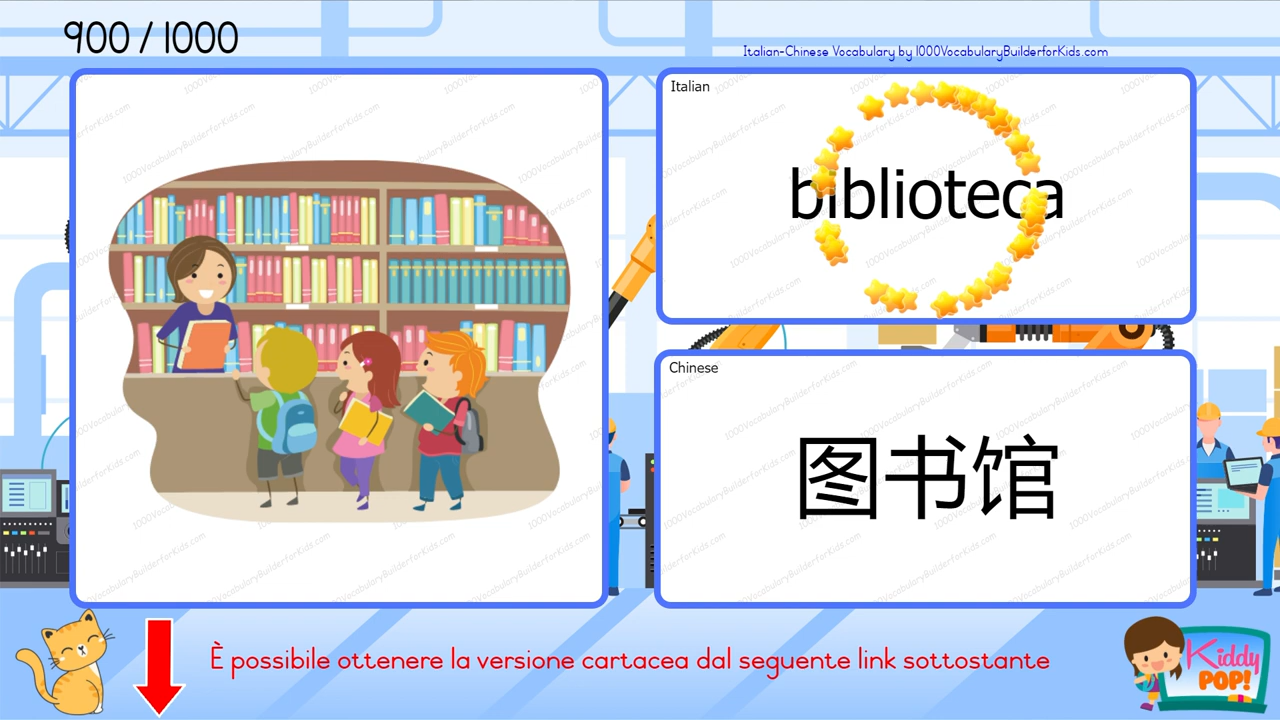 900 / 1000
Italian-Chinese Vocabulary by 1000VocabularyBuilderforKids.com
Italian
biblioteca
Chinese
图书馆
È possibile ottenere la versione cartacea dal seguente link sottostante
Kiddy
POP!